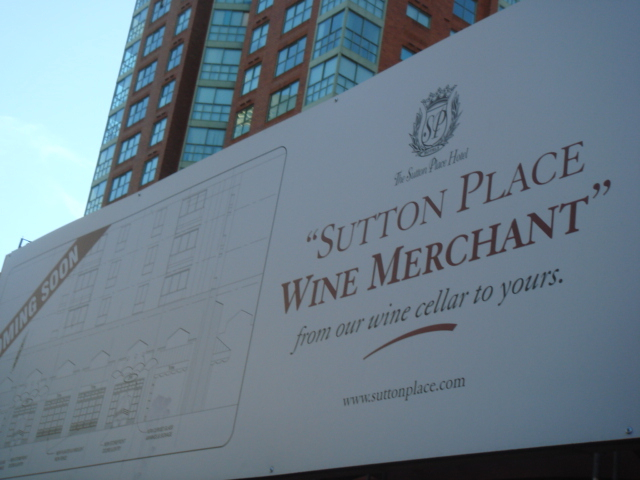 SP
The Sutton Place Hotel
"SUTTON PLACE
WINE MERCHANT"
from our wine cellar to yours.
www.suttonplace.com
OMING SOON